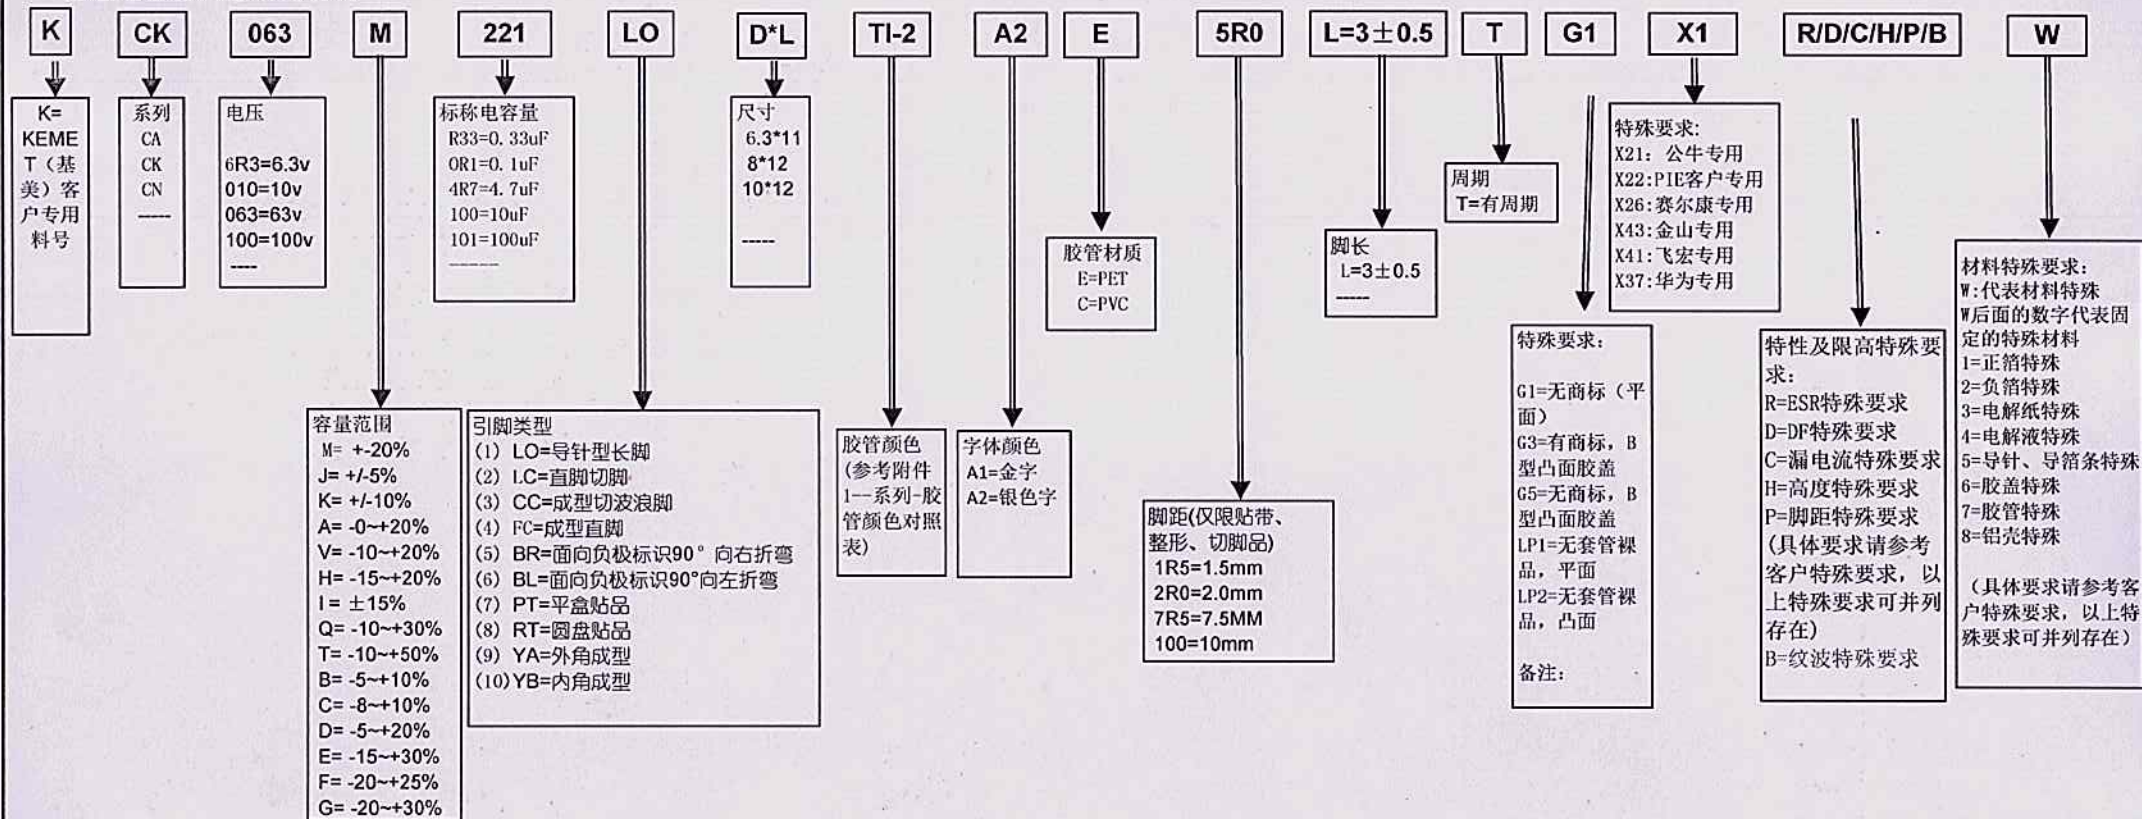 K
CK
063
M
221
LO
D*L
TI-2
A2
E
5R0
L=3±0.5
T
G1
X1
R/D/C/H/P/B
W
K=
KEME
T（基
美）客
户专用
料号
系列
CA
CK
CN
-----
电压
6R3=6.3v
010=10v
063=63v
100=100v
----
容量范围
M= +-20%
J= +/-5%
K= +/-10%
A= -0~+20%
V= -10~+20%
H= -15~+20%
I = ±15%
Q= -10~+30%
T= -10~+50%
B= -5~+10%
C= -8~+10%
D= -5~+20%
E= -15~+30%
F= -20~+25%
G= -20~+30%
标称电容量
R33=0.33uF
0R1=0.1uF
4R7=4.7uF
100=10uF
101=100uF
------
引脚类型
(1) LO=导针型长脚
(2) LC=直脚切脚
(3) CC=成型切波浪脚
(4) FC=成型直脚
(5) BR=面向负极标识90° 向右折弯
(6) BL=面向负极标识90°向左折弯
(7) PT=平盒贴品
(8) RT=圆盘贴品
(9) YA=外角成型
(10)YB=内角成型
尺寸
6.3*11
8*12
10*12
-----
胶管颜色
(参考附件
1--系列-胶
管颜色对照
表)
字体颜色
A1=金字
A2=银色字
胶管材质
E=PET
C=PVC
脚距(仅限贴带、
整形、切脚品)
1R5=1.5mm
2R0=2.0mm
7R5=7.5MM
100=10mm
脚长
L=3±0.5
-----
周期
T=有周期
特殊要求：
G1=无商标（平
面）
G3=有商标，B
型凸面胶盖
G5=无商标，B
型凸面胶盖
LP1=无套管裸
品，平面
LP2=无套管裸
品，凸面
备注：
特殊要求:
X21: 公牛专用
X22:PIE客户专用
X26:赛尔康专用
X43:金山专用
X41:飞宏专用
X37:华为专用
特性及限高特殊要
求：
R=ESR特殊要求
D=DF特殊要求
C=漏电流特殊要求
H=高度特殊要求
P=脚距特殊要求
(具体要求请参考
客户特殊要求，以
上特殊要求可并列
存在)
B=纹波特殊要求
材料特殊要求：
W:代表材料特殊
W后面的数字代表固
定的特殊材料
1=正箔特殊
2=负箔特殊
3=电解纸特殊
4=电解液特殊
5=导针、导箔条特殊
6=胶盖特殊
7=胶管特殊
8=铝壳特殊
（具体要求请参考客
户特殊要求，以上特
殊要求可并列存在）